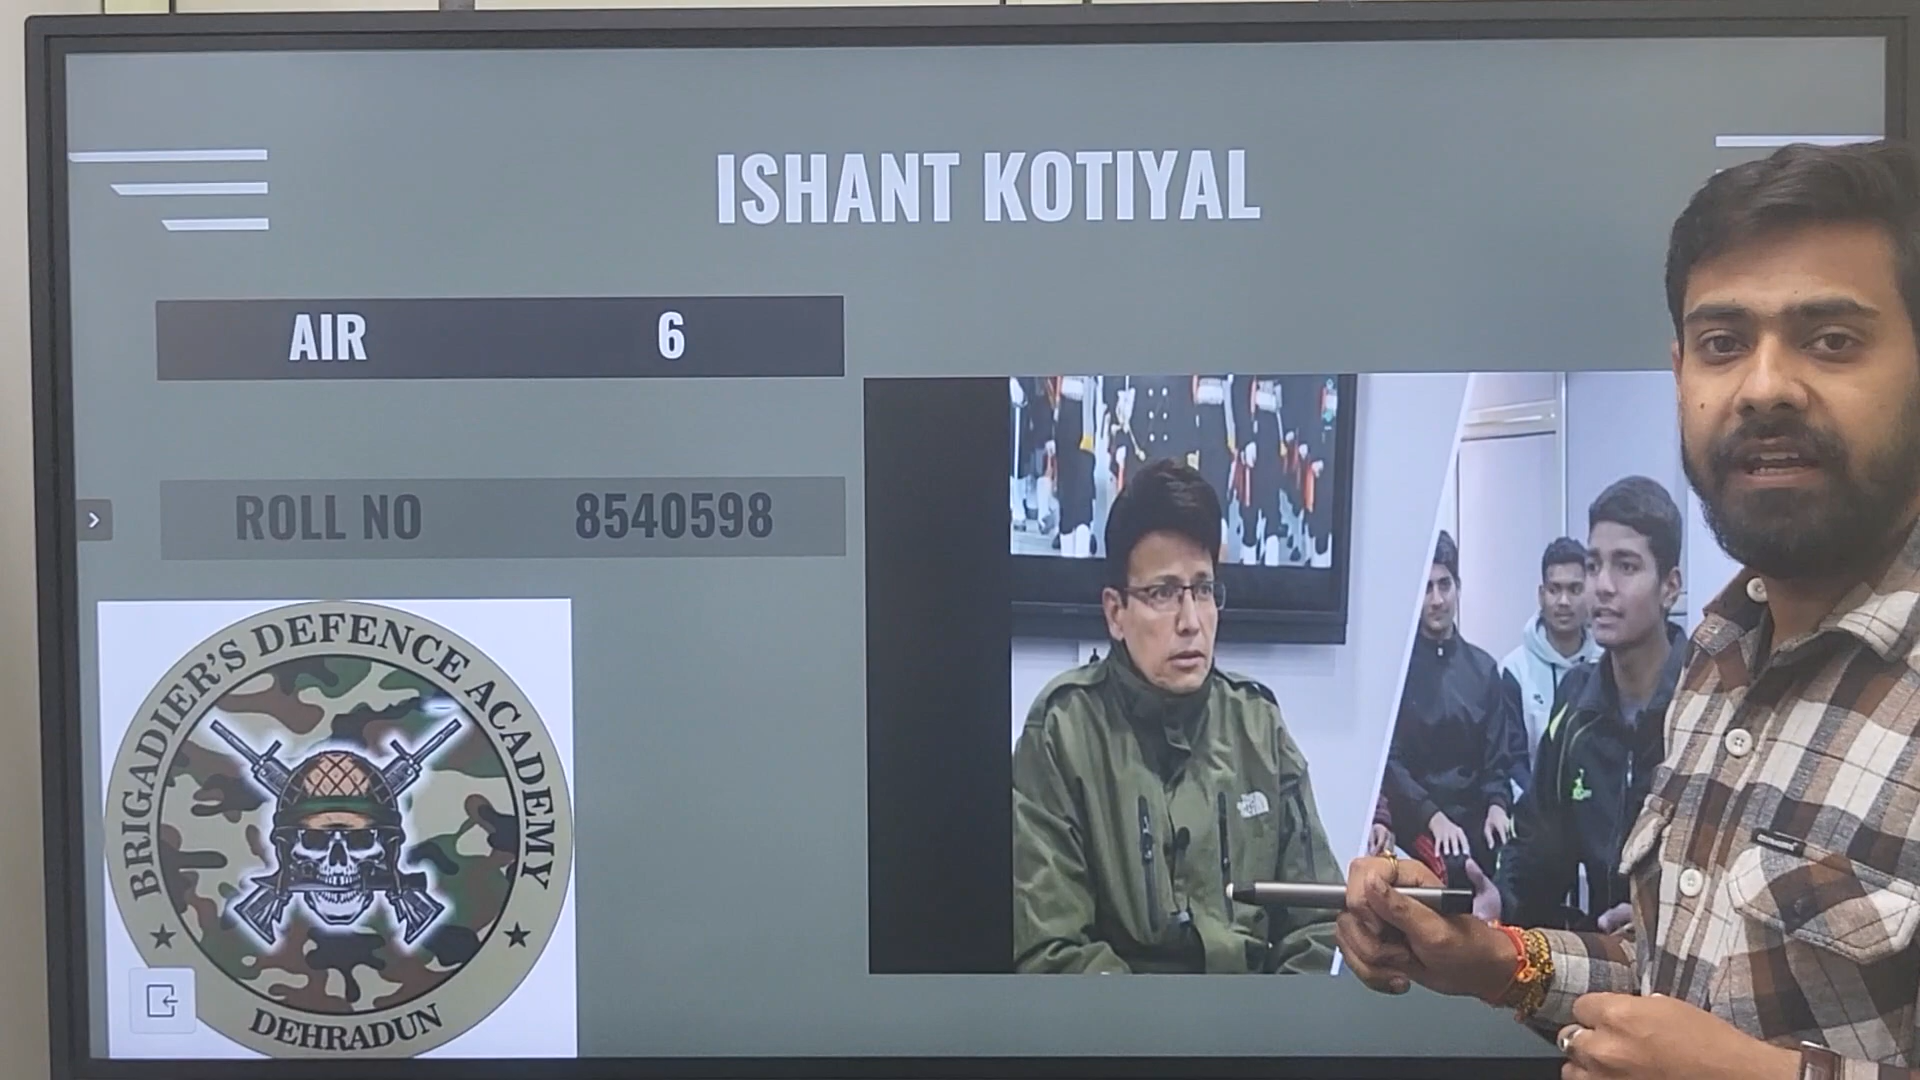 ISHANT KOTIYAL
AIR 6
ROLL NO 8540598
BRIGADIER'S DEFENCE ACADEMY
DEHRADUN